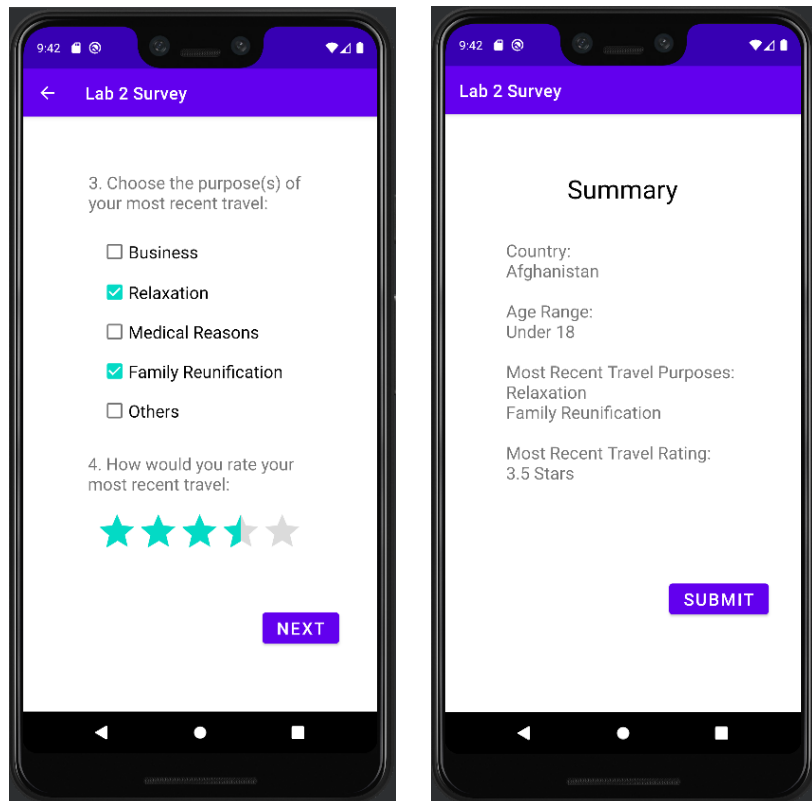 9:42
Lab 2 Survey
3. Choose the purpose(s) of
your most recent travel:
Business
Relaxation
Medical Reasons
Family Reunification
Others
4. How would you rate your
most recent travel:
NEXT
9:42
Lab 2 Survey
Summary
Country:
Afghanistan
Age Range:
Under 18
Most Recent Travel Purposes:
Relaxation
Family Reunification
Most Recent Travel Rating:
3.5 Stars
SUBMIT